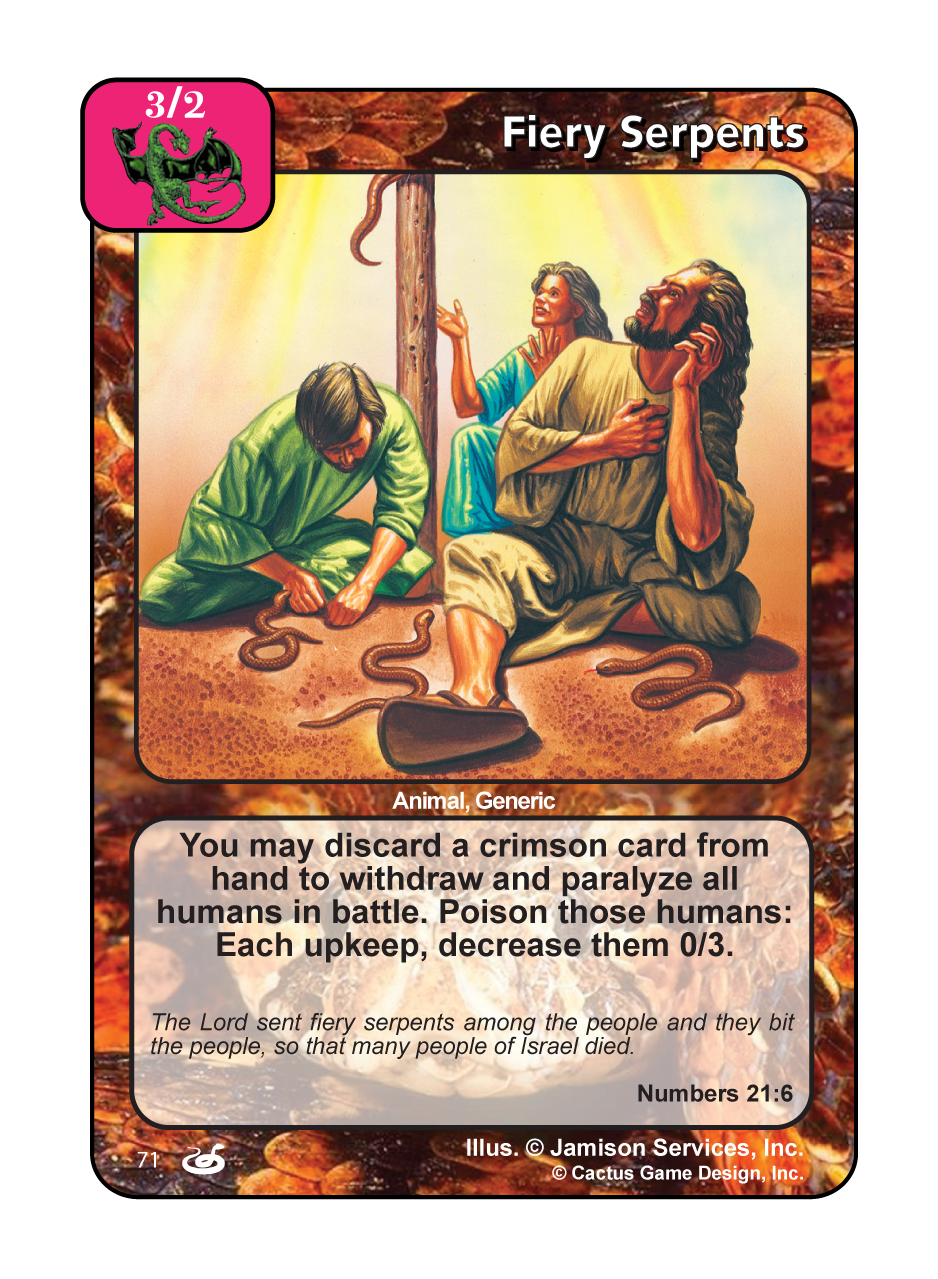 3/2
Fiery Serpents
Animal, Generic
You may discard a crimson card from
hand to withdraw and paralyze all
humans in battle. Poison those humans:
Each upkeep, decrease them 0/3.
The Lord sent fiery serpents among the people and they bit
the people, so that many people of Israel died.
Numbers 21:6
71
Illus. © Jamison Services, Inc.
© Cactus Game Design, Inc.